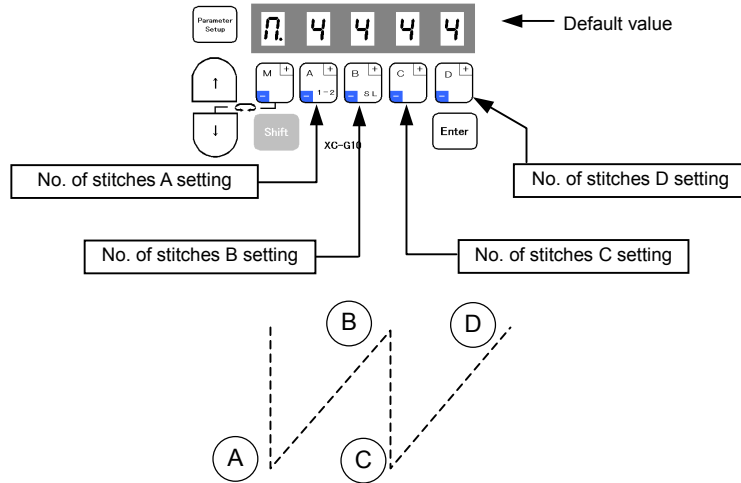 Parameter
Setup
П. 4 4 4 4
Default value
↑
M + -
A + - 1-2
B + - SL
C + -
D + -
↓
Shift
XC-G10
Enter
No. of stitches A setting
No. of stitches D setting
No. of stitches B setting
No. of stitches C setting
B
D
A
C